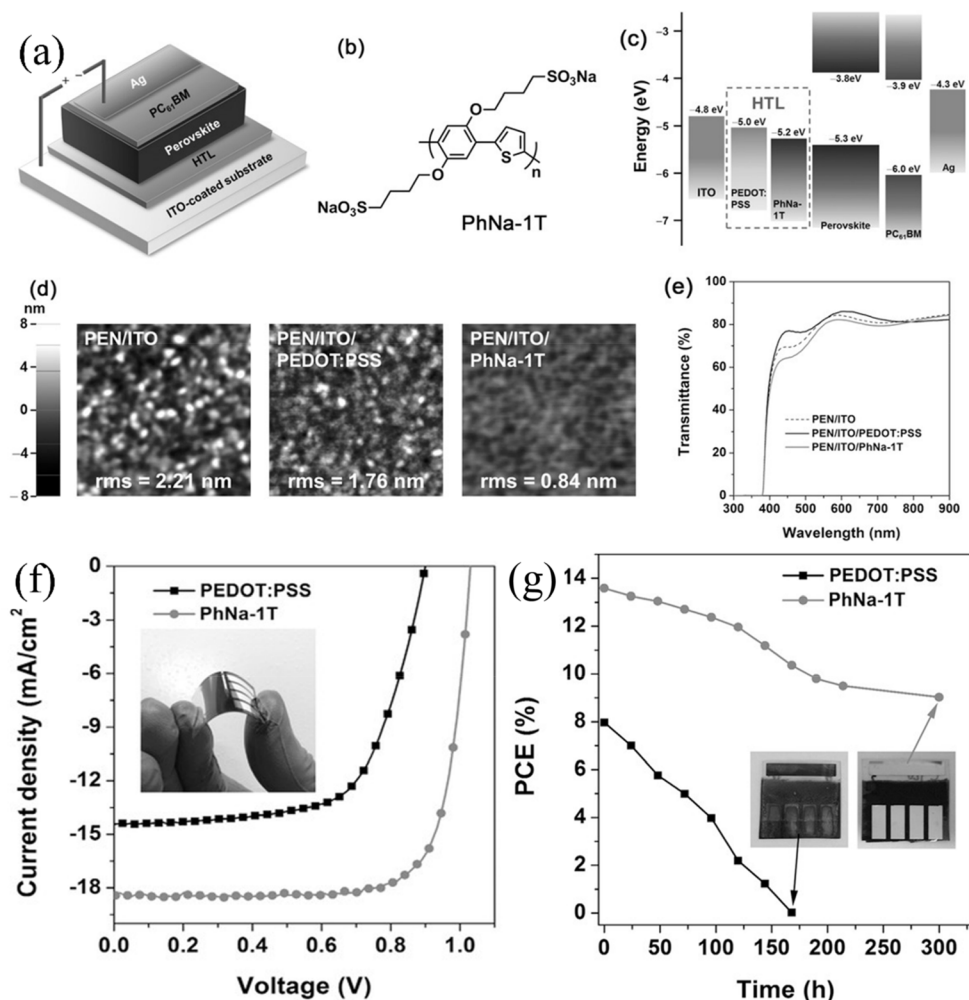 (a)
+ −
Ag
PC₆₁BM
Perovskite
HTL
ITO-coated substrate
(b)
SO₃Na
O
S
n
O
NaO₃S
PhNa-1T
(c)
Energy (eV)
−3
−4
−5
−6
−7
−4.8 eV
ITO
HTL
−5.0 eV
PEDOT:
PSS
−5.2 eV
PhNa-
1T
−3.8eV
−5.3 eV
Perovskite
−3.9 eV
−6.0 eV
PC₆₁BM
−4.3 eV
Ag
(d)
nm
8
4
0
−4
−8
PEN/ITO
rms = 2.21 nm
PEN/ITO/
PEDOT:PSS
rms = 1.76 nm
PEN/ITO/
PhNa-1T
rms = 0.84 nm
(e)
Transmittance (%)
100
80
60
40
20
0
PEN/ITO
PEN/ITO/PEDOT:PSS
PEN/ITO/PhNa-1T
300 400 500 600 700 800 900
Wavelength (nm)
(f)
Current density (mA/cm²)
0
-3
-6
-9
-12
-15
-18
PEDOT:PSS
PhNa-1T
0.0 0.2 0.4 0.6 0.8 1.0
Voltage (V)
(g)
PCE (%)
14
12
10
8
6
4
2
0
PEDOT:PSS
PhNa-1T
0 50 100 150 200 250 300
Time (h)